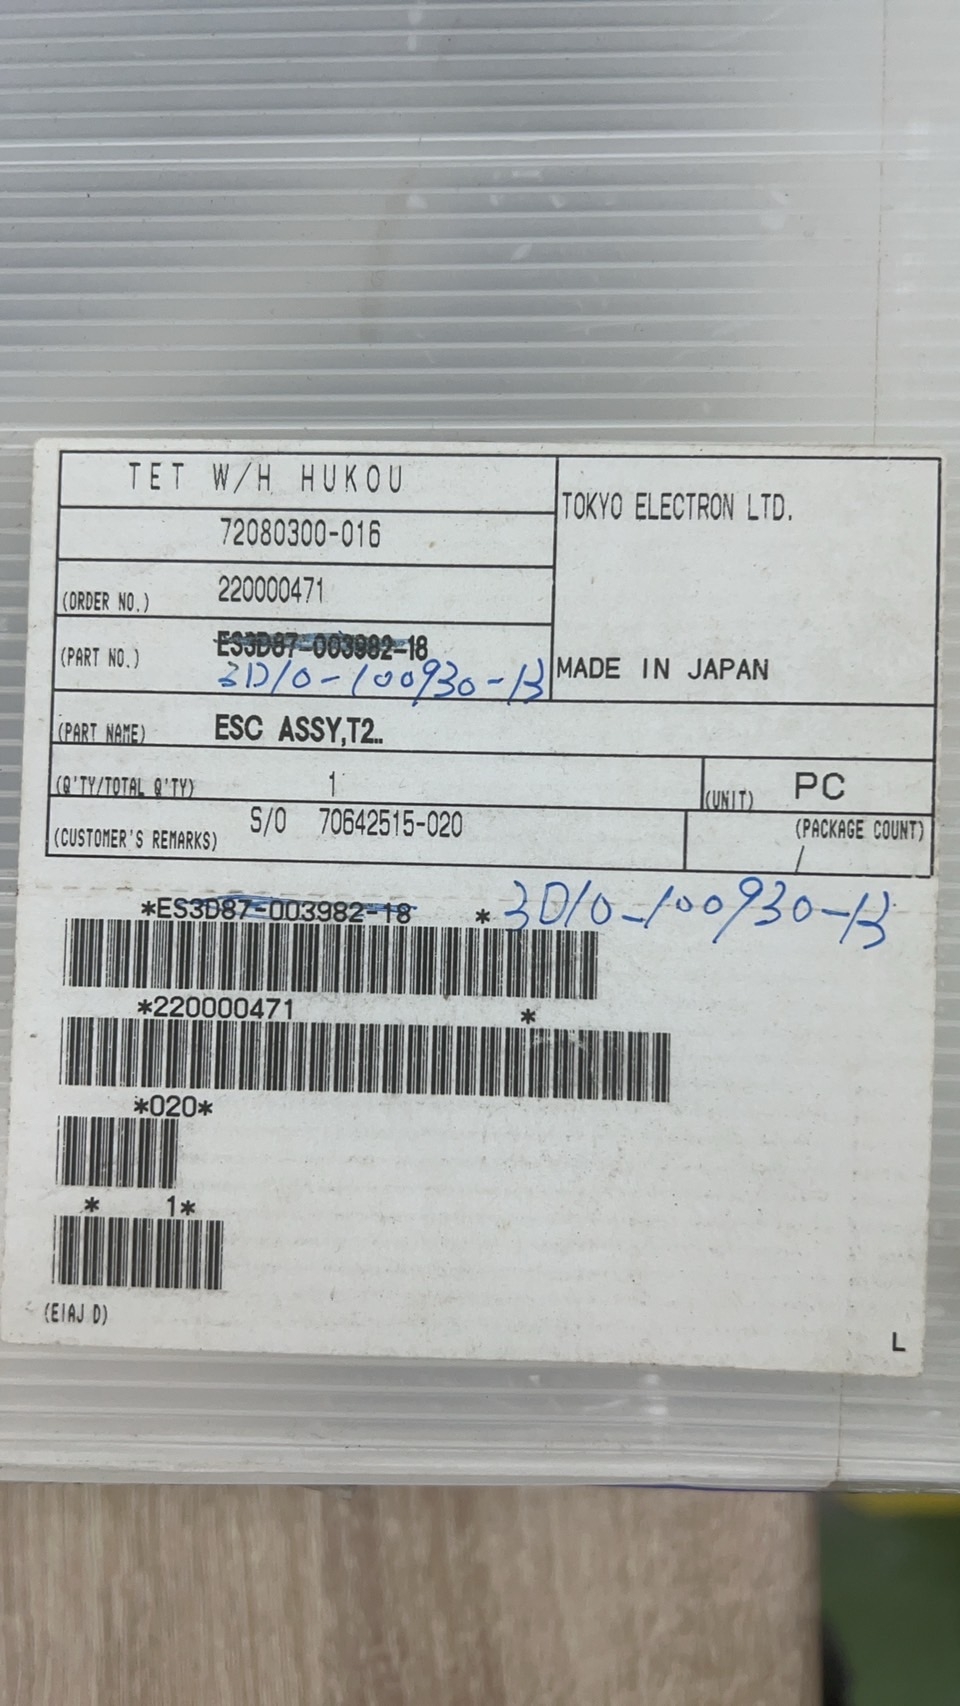 TET W/H HUKOU
TOKYO ELECTRON LTD.
72080300-016
(ORDER NO.) 220000471
(PART NO.) ES3D87-003982-18
3D10-100930-13
MADE IN JAPAN
(PART NAME) ESC ASSY,T2..
(Q'TY/TOTAL Q'TY) 1
(UNIT) PC
(CUSTOMER'S REMARKS) S/O 70642515-020
(PACKAGE COUNT)
/
*ES3D87-003982-18 *
3D10-100930-13
*220000471 *
*020*
* 1*
(EIAJ D)
L